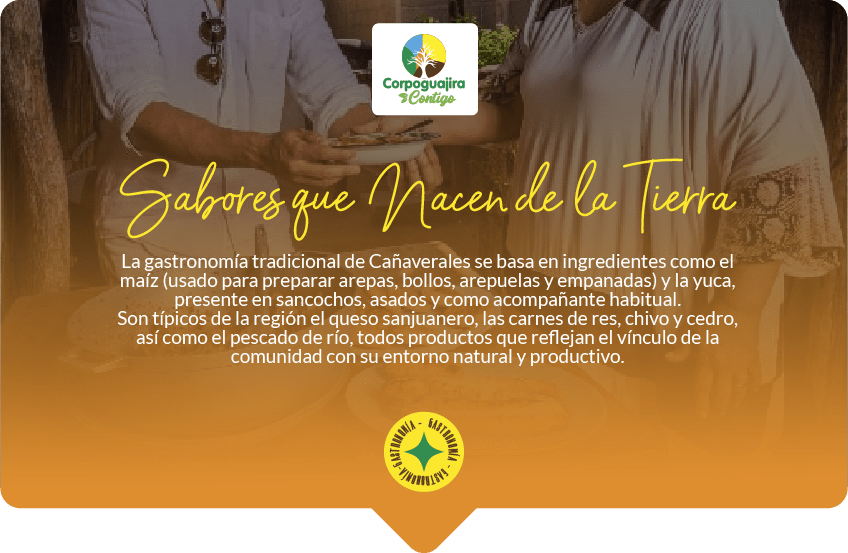 Corpoguajira
Contigo
Sabores que Nacen de la Tierra
La gastronomía tradicional de Cañaverales se basa en ingredientes como el
maíz (usado para preparar arepas, bollos, arepuelas y empanadas) y la yuca,
presente en sancochos, asados y como acompañante habitual.
Son típicos de la región el queso sanjuanero, las carnes de res, chivo y cedro,
así como el pescado de río, todos productos que reflejan el vínculo de la
comunidad con su entorno natural y productivo.
GASTRONOMÍA - GASTRONOMÍA - GASTRONOMÍA -